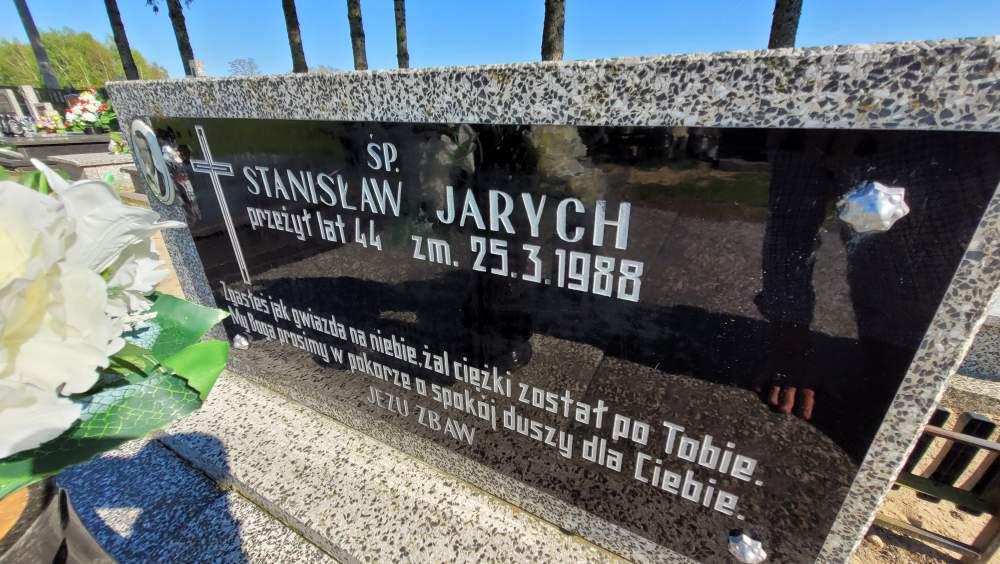 ŚP.
STANISŁAW JARYCH
przeżył lat 44 zm. 25.3.1988
Zgasłeś jak gwiazda na niebie.żal ciężki został po Tobie.
My Boga prosimy w pokorze o spokój duszy dla Ciebie.
JEZU ZBAW